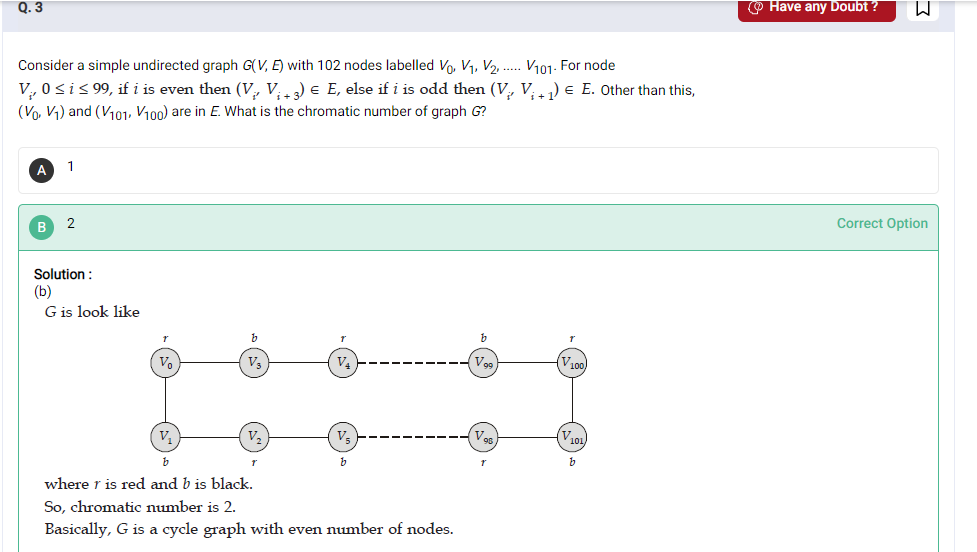 Q. 3
Have any Doubt ?
Consider a simple undirected graph G(V, E) with 102 nodes labelled V₀, V₁, V₂, ..... V₁₀₁. For node
Vᵢ, 0 ≤ i ≤ 99, if i is even then (Vᵢ, Vᵢ ₊ ₃) ∈ E, else if i is odd then (Vᵢ, Vᵢ ₊ ₁) ∈ E. Other than this,
(V₀, V₁) and (V₁₀₁, V₁₀₀) are in E. What is the chromatic number of graph G?
A 1
B 2 Correct Option
Solution :
(b)
G is look like
r b r b r
V₀ V₃ V₄ V₉₉ V₁₀₀
V₁ V₂ V₅ V₉₈ V₁₀₁
b r b r b
where r is red and b is black.
So, chromatic number is 2.
Basically, G is a cycle graph with even number of nodes.